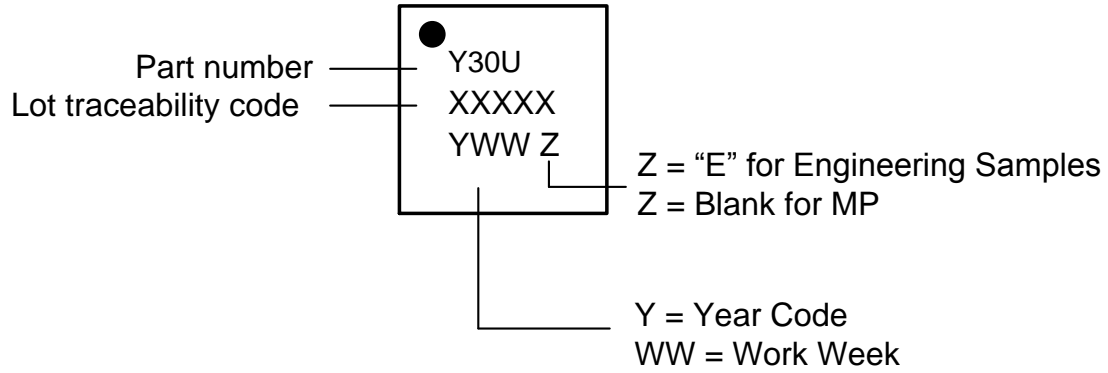 Part number
Lot traceability code
Y30U
XXXXX
YWW Z
Z = “E” for Engineering Samples
Z = Blank for MP
Y = Year Code
WW = Work Week